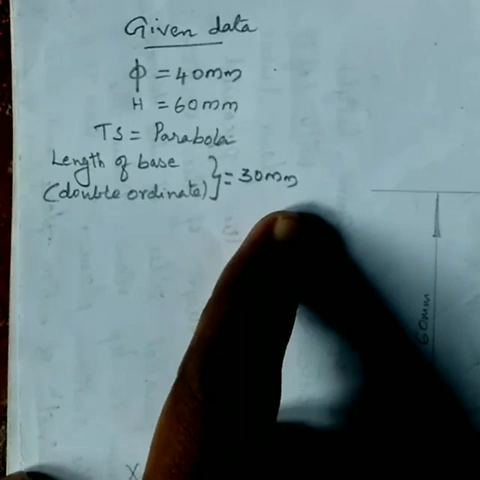 Given data
ϕ = 40mm
H = 60mm
TS = Parabola
Length of base
(double ordinate) } = 30mm
60mm
X